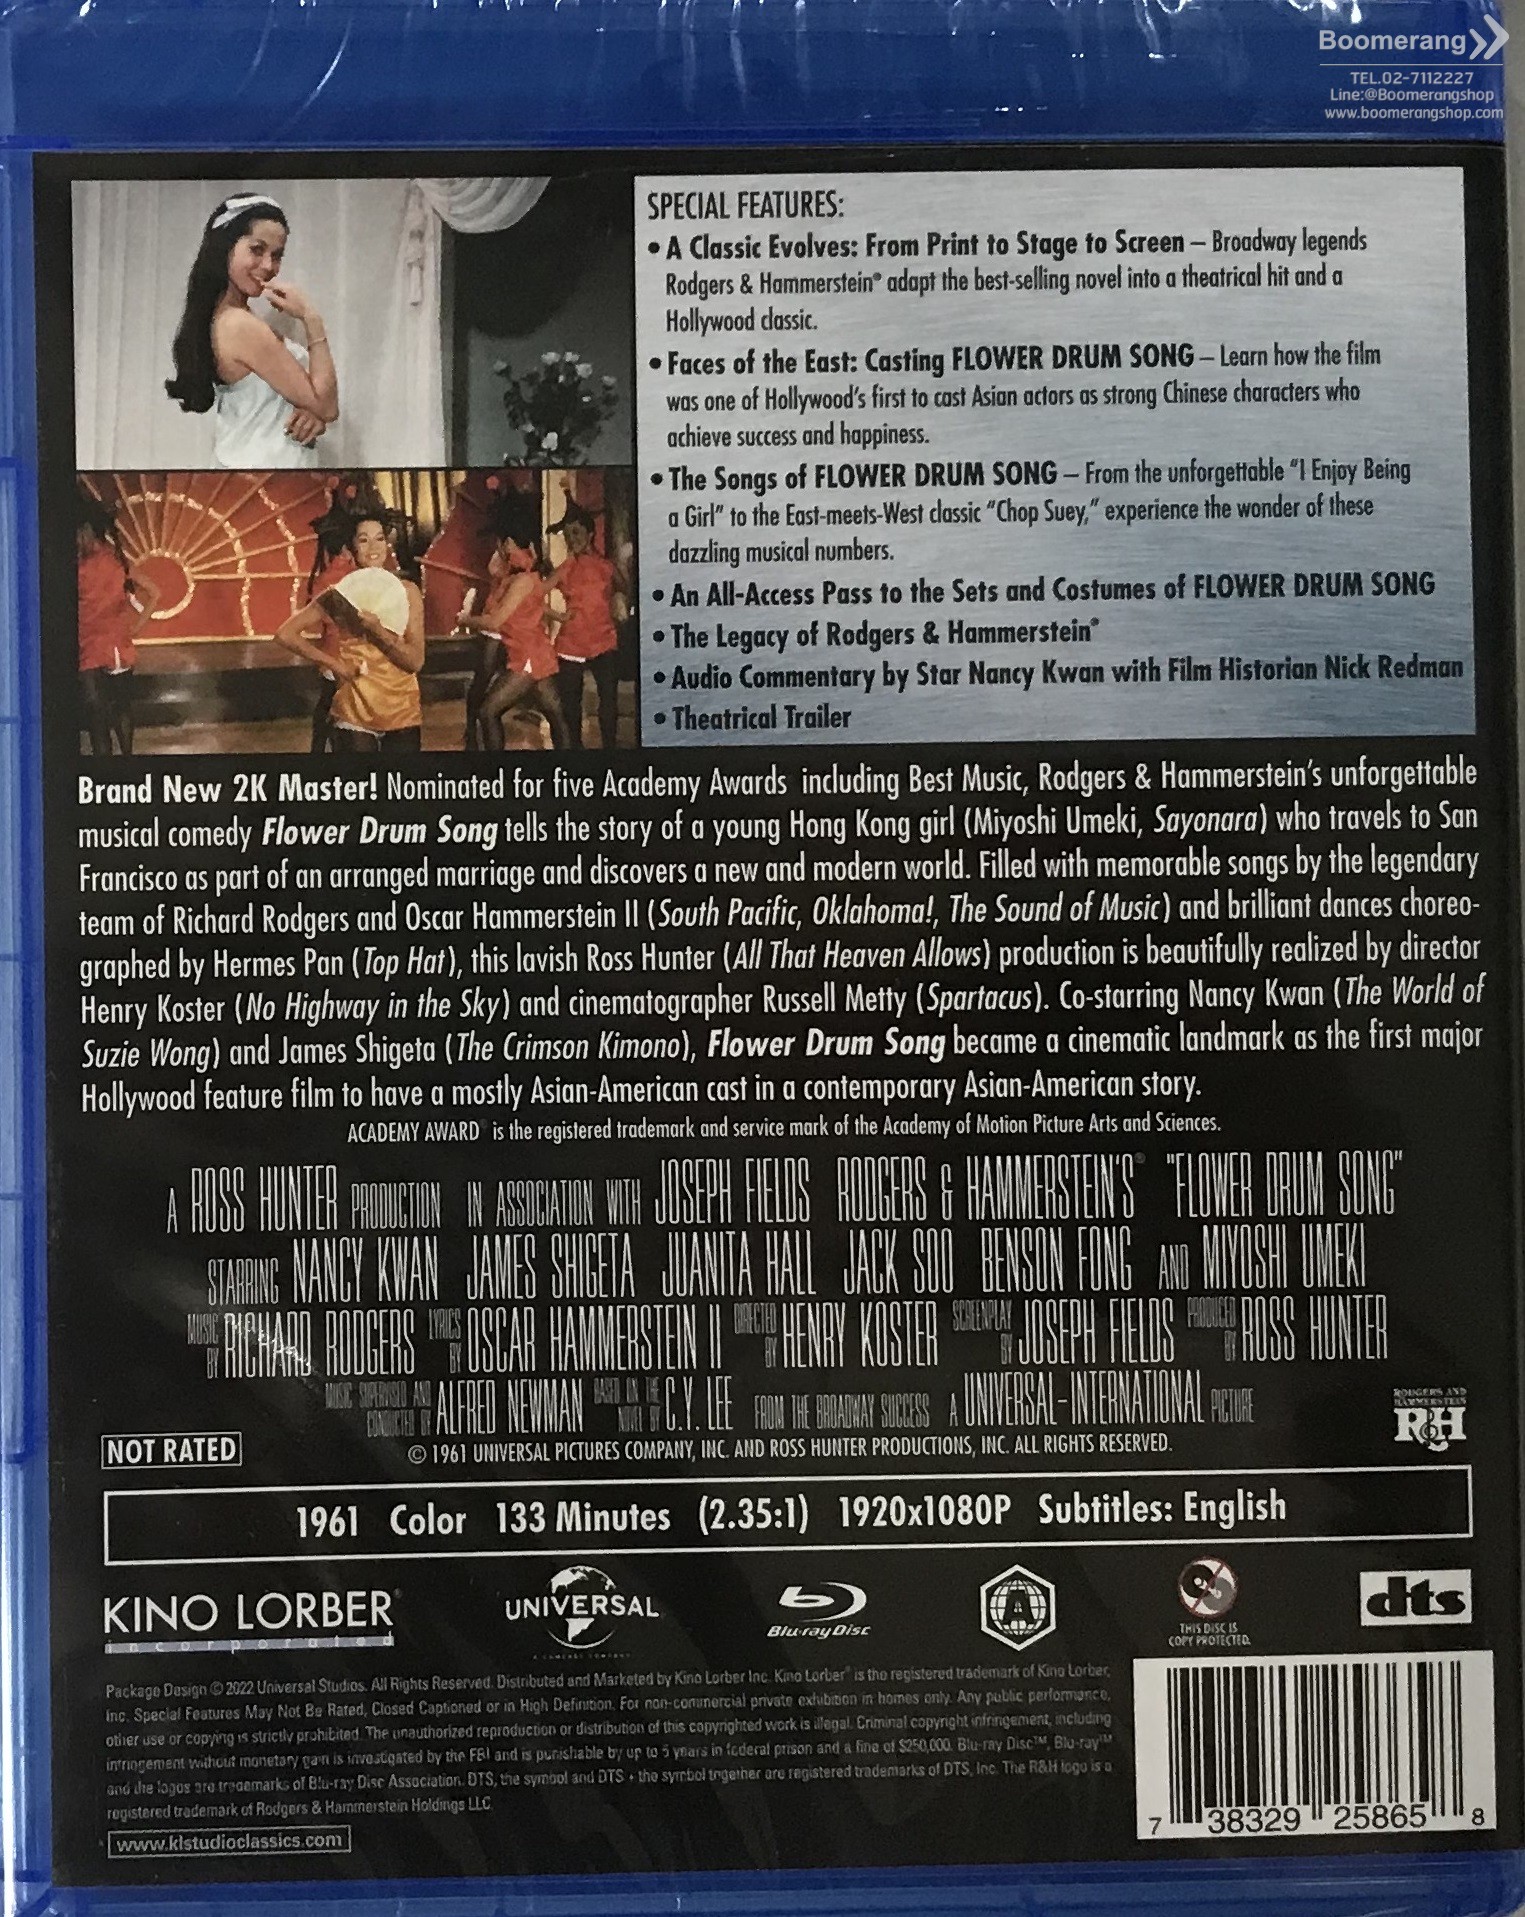 Boomerang
TEL.02-7112227
Line:@Boomerangshop
www.boomerangshop.com
SPECIAL FEATURES:
• A Classic Evolves: From Print to Stage to Screen – Broadway legends
Rodgers & Hammerstein® adapt the best-selling novel into a theatrical hit and a
Hollywood classic.
• Faces of the East: Casting FLOWER DRUM SONG – Learn how the film
was one of Hollywood's first to cast Asian actors as strong Chinese characters who
achieve success and happiness.
• The Songs of FLOWER DRUM SONG – From the unforgettable "I Enjoy Being
a Girl" to the East-meets-West classic "Chop Suey," experience the wonder of these
dazzling musical numbers.
• An All-Access Pass to the Sets and Costumes of FLOWER DRUM SONG
• The Legacy of Rodgers & Hammerstein®
• Audio Commentary by Star Nancy Kwan with Film Historian Nick Redman
• Theatrical Trailer
Brand New 2K Master! Nominated for five Academy Awards including Best Music, Rodgers & Hammerstein's unforgettable
musical comedy Flower Drum Song tells the story of a young Hong Kong girl (Miyoshi Umeki, Sayonara) who travels to San
Francisco as part of an arranged marriage and discovers a new and modern world. Filled with memorable songs by the legendary
team of Richard Rodgers and Oscar Hammerstein II (South Pacific, Oklahoma!, The Sound of Music) and brilliant dances choreo-
graphed by Hermes Pan (Top Hat), this lavish Ross Hunter (All That Heaven Allows) production is beautifully realized by director
Henry Koster (No Highway in the Sky) and cinematographer Russell Metty (Spartacus). Co-starring Nancy Kwan (The World of
Suzie Wong) and James Shigeta (The Crimson Kimono), Flower Drum Song became a cinematic landmark as the first major
Hollywood feature film to have a mostly Asian-American cast in a contemporary Asian-American story.
ACADEMY AWARD® is the registered trademark and service mark of the Academy of Motion Picture Arts and Sciences.
A ROSS HUNTER PRODUCTION IN ASSOCIATION WITH JOSEPH FIELDS RODGERS & HAMMERSTEIN'S® "FLOWER DRUM SONG"
STARRING NANCY KWAN JAMES SHIGETA JUANITA HALL JACK SOO BENSON FONG AND MIYOSHI UMEKI
MUSIC BY RICHARD RODGERS LYRICS BY OSCAR HAMMERSTEIN II DIRECTED BY HENRY KOSTER SCREENPLAY BY JOSEPH FIELDS PRODUCED BY ROSS HUNTER
MUSIC SUPERVISED AND CONDUCTED BY ALFRED NEWMAN BASED ON THE NOVEL BY C.Y. LEE FROM THE BROADWAY SUCCESS A UNIVERSAL-INTERNATIONAL PICTURE
RODGERS AND
HAMMERSTEIN
R&H
NOT RATED
© 1961 UNIVERSAL PICTURES COMPANY, INC. AND ROSS HUNTER PRODUCTIONS, INC. ALL RIGHTS RESERVED.
1961 Color 133 Minutes (2.35:1) 1920x1080P Subtitles: English
KINO LORBER®
incorporated
UNIVERSAL
A COMCAST COMPANY
Blu-ray Disc
A
THIS DISC IS
COPY PROTECTED.
dts
Package Design © 2022 Universal Studios. All Rights Reserved. Distributed and Marketed by Kino Lorber Inc. Kino Lorber® is the registered trademark of Kino Lorber,
Inc. Special Features May Not Be Rated, Closed Captioned or in High Definition. For non-commercial private exhibition in homes only. Any public performance,
other use or copying is strictly prohibited. The unauthorized reproduction or distribution of this copyrighted work is illegal. Criminal copyright infringement, including
infringement without monetary gain is investigated by the FBI and is punishable by up to 5 years in federal prison and a fine of $250,000. Blu-ray Disc™, Blu-ray™
and the logos are trademarks of Blu-ray Disc Association. DTS, the symbol and DTS + the symbol together are registered trademarks of DTS, Inc. The R&H logo is a
registered trademark of Rodgers & Hammerstein Holdings LLC.
www.klstudioclassics.com
7 38329 25865 8